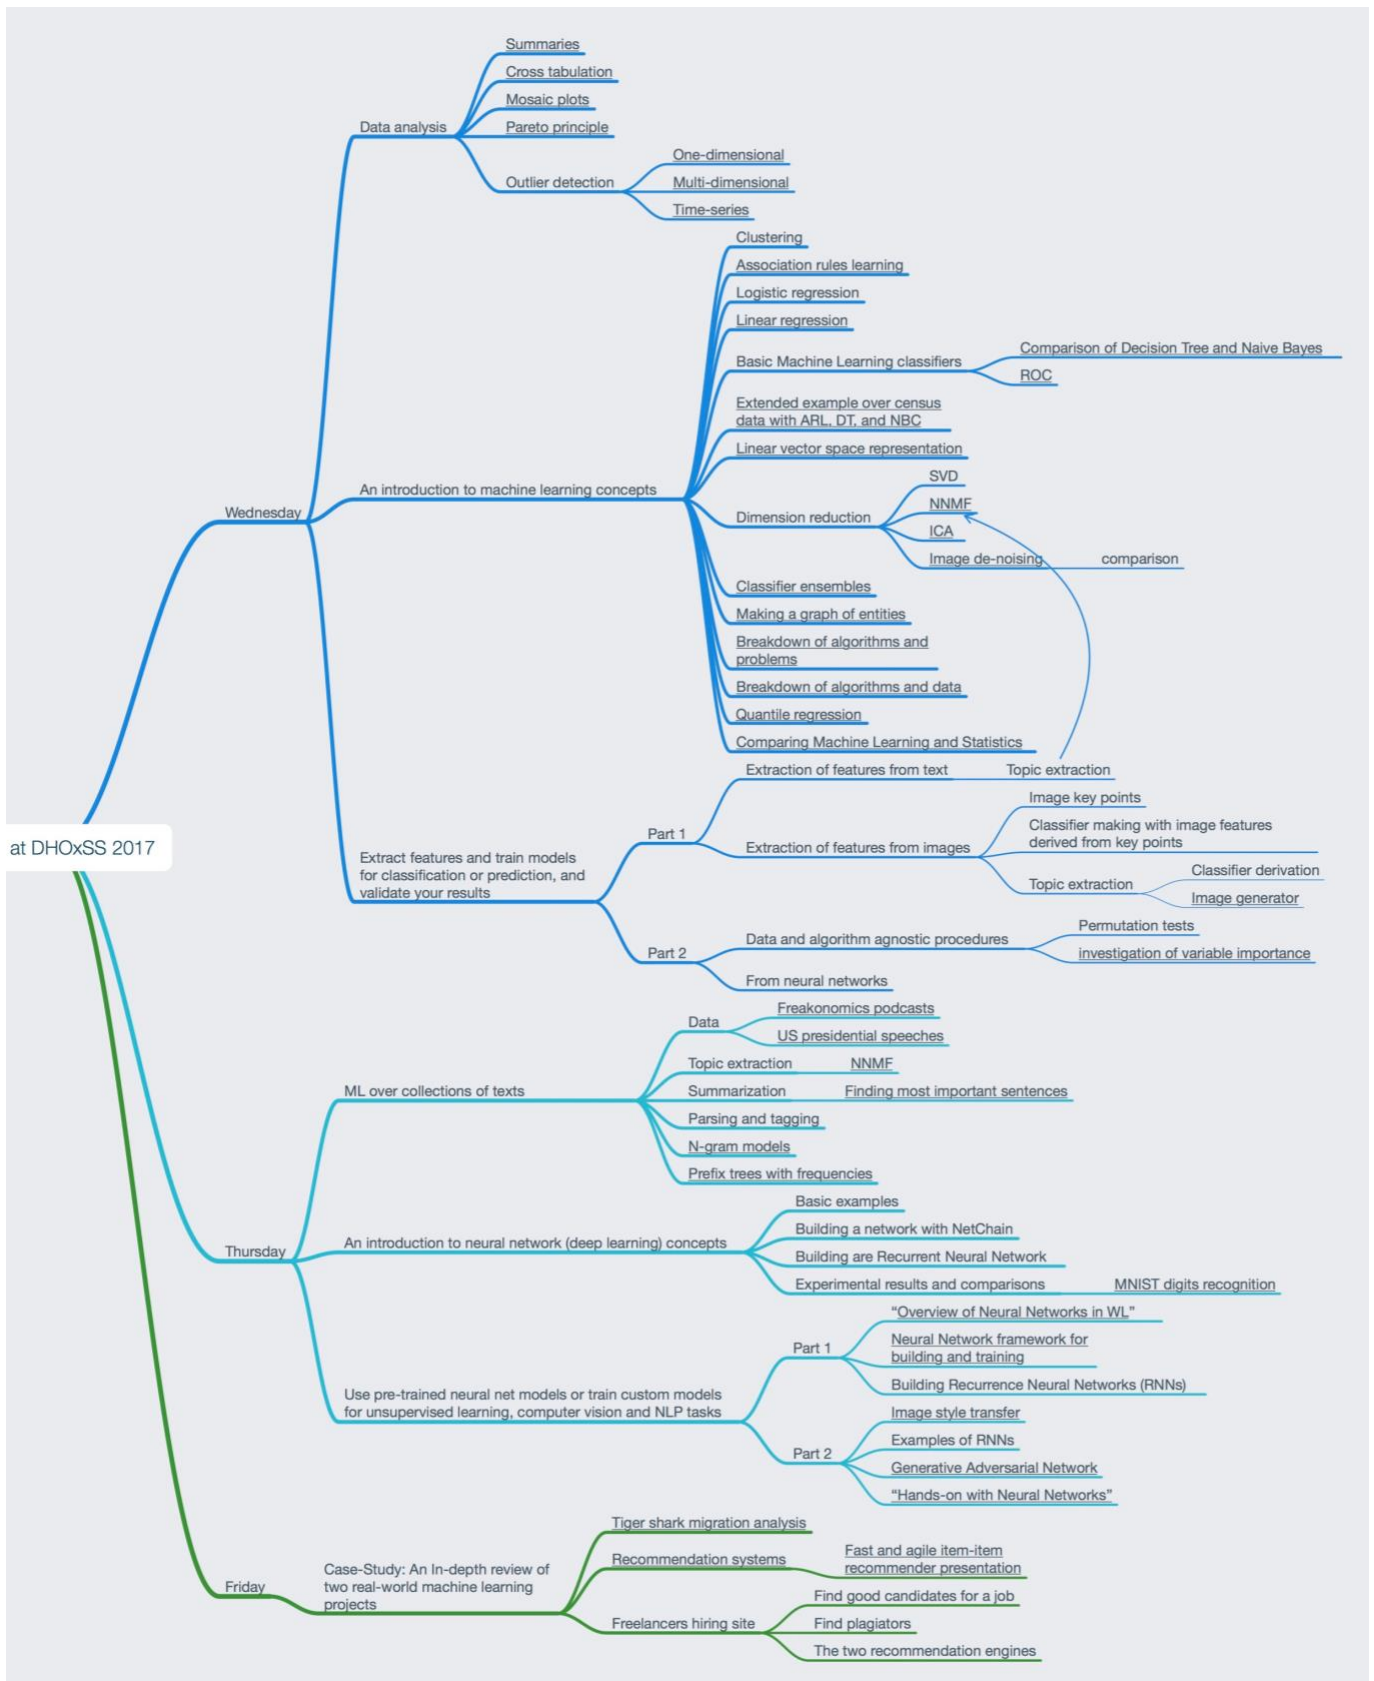 Summaries
Cross tabulation
Mosaic plots
Pareto principle
Data analysis
One-dimensional
Outlier detection
Multi-dimensional
Time-series
Clustering
Association rules learning
Logistic regression
Linear regression
Comparison of Decision Tree and Naive Bayes
Basic Machine Learning classifiers
ROC
Extended example over census
data with ARL, DT, and NBC
Linear vector space representation
SVD
An introduction to machine learning concepts
NNMF
Wednesday
Dimension reduction
ICA
Image de-noising
comparison
Classifier ensembles
Making a graph of entities
Breakdown of algorithms and
problems
Breakdown of algorithms and data
Quantile regression
Comparing Machine Learning and Statistics
Extraction of features from text
Topic extraction
Image key points
Part 1
Classifier making with image features
derived from key points
at DHOxSS 2017
Extraction of features from images
Extract features and train models
for classification or prediction, and
validate your results
Classifier derivation
Topic extraction
Image generator
Permutation tests
Data and algorithm agnostic procedures
Part 2
investigation of variable importance
From neural networks
Freakonomics podcasts
Data
US presidential speeches
Topic extraction
NNMF
ML over collections of texts
Summarization
Finding most important sentences
Parsing and tagging
N-gram models
Prefix trees with frequencies
Basic examples
Building a network with NetChain
An introduction to neural network (deep learning) concepts
Thursday
Building are Recurrent Neural Network
Experimental results and comparisons
MNIST digits recognition
“Overview of Neural Networks in WL”
Part 1
Neural Network framework for
building and training
Building Recurrence Neural Networks (RNNs)
Use pre-trained neural net models or train custom models
for unsupervised learning, computer vision and NLP tasks
Image style transfer
Examples of RNNs
Part 2
Generative Adversarial Network
“Hands-on with Neural Networks”
Tiger shark migration analysis
Recommendation systems
Fast and agile item-item
recommender presentation
Friday
Case-Study: An In-depth review of
two real-world machine learning
projects
Find good candidates for a job
Freelancers hiring site
Find plagiators
The two recommendation engines